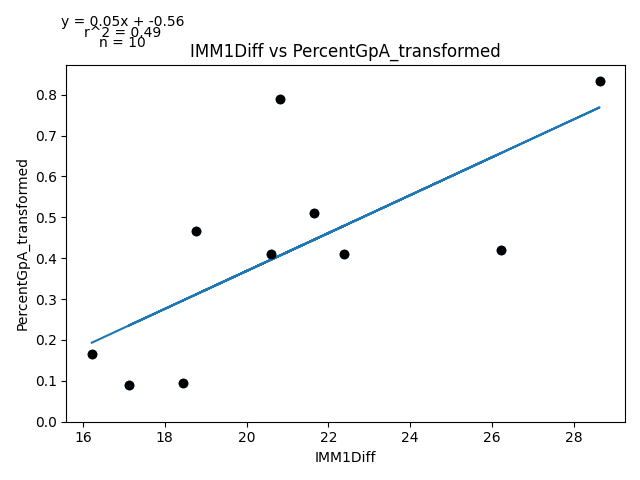 y = 0.05x + -0.56
r^2 = 0.49
n = 10
IMM1Diff vs PercentGpA_transformed
PercentGpA_transformed
0.8
0.7
0.6
0.5
0.4
0.3
0.2
0.1
0.0
16 18 20 22 24 26 28
IMM1Diff